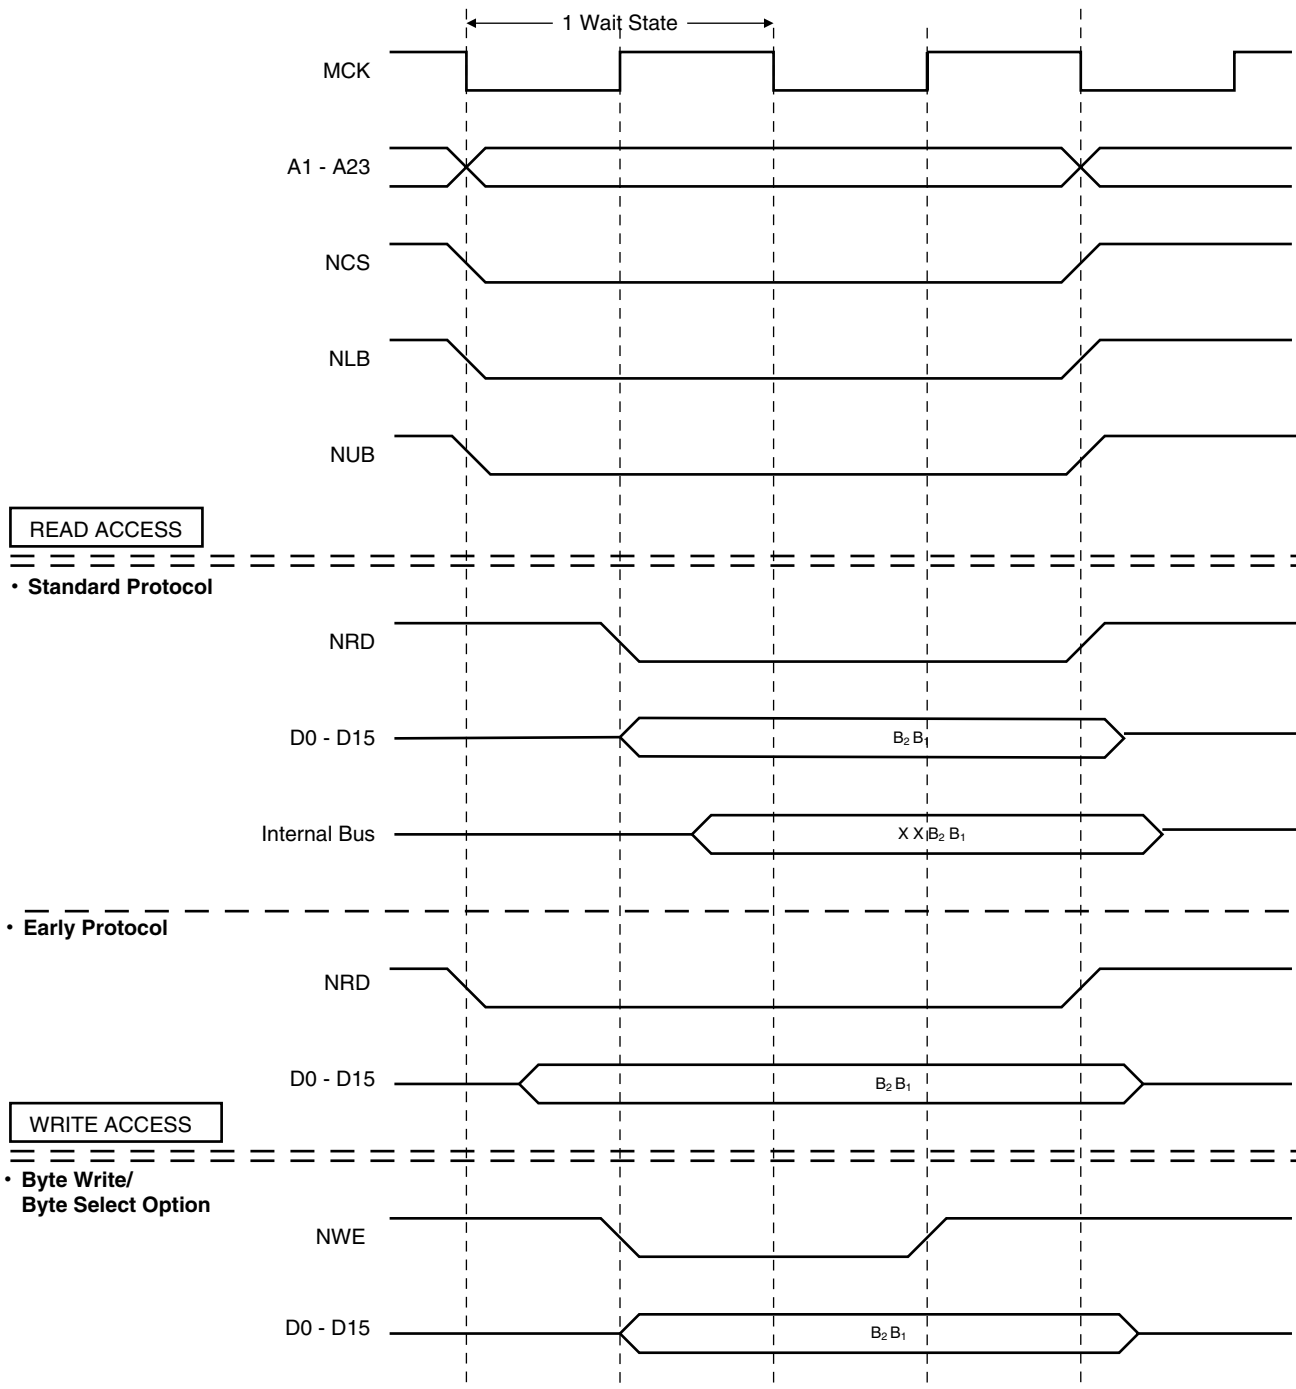 1 Wait State
MCK
A1 - A23
NCS
NLB
NUB
READ ACCESS
• Standard Protocol
NRD
D0 - D15
B₂ B₁
Internal Bus
X X B₂ B₁
• Early Protocol
NRD
D0 - D15
B₂ B₁
WRITE ACCESS
• Byte Write/
Byte Select Option
NWE
D0 - D15
B₂ B₁